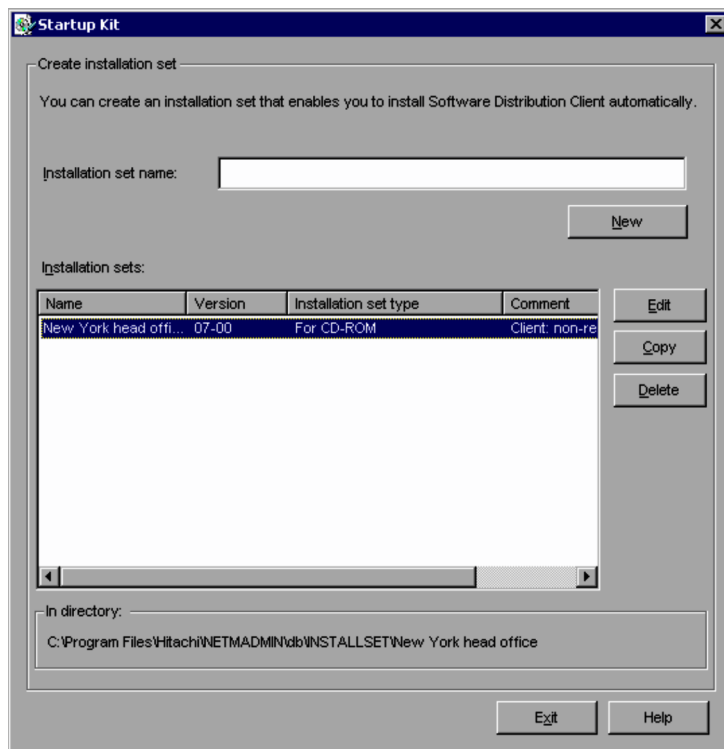 Startup Kit
Create installation set
You can create an installation set that enables you to install Software Distribution Client automatically.
Installation set name:
New
Installation sets:
Name Version Installation set type Comment
New York head offi... 07-00 For CD-ROM Client: non-re
Edit
Copy
Delete
In directory:
C:\Program Files\Hitachi\NETMADMIN\db\INSTALLSET\New York head office
Exit Help